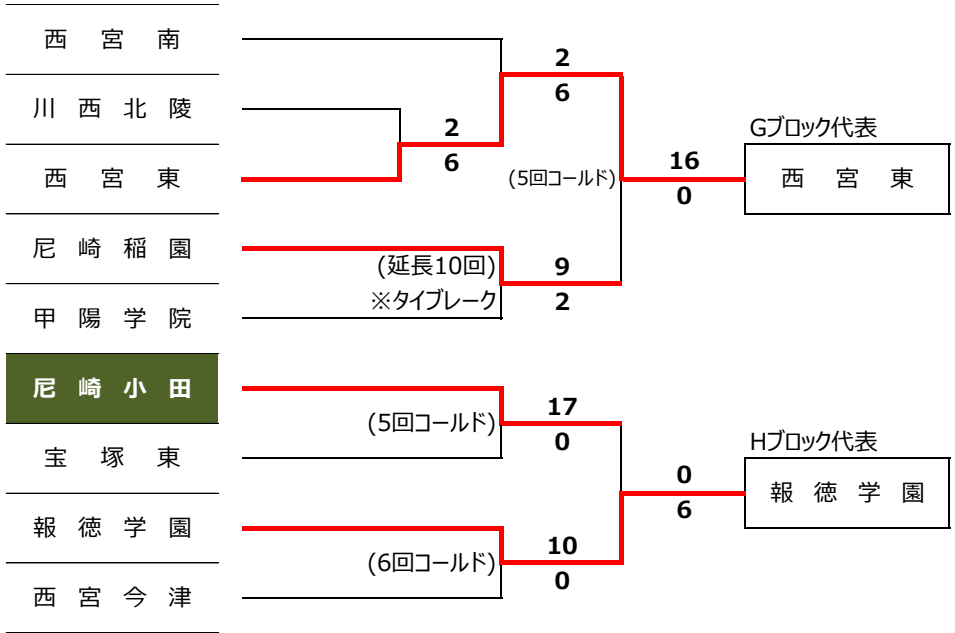 西宮南
2
6
川西北陵
2
6
Gブロック代表
西宮東
(5回コールド)
16
0
西宮東
尼崎稲園
(延長10回)
※タイブレーク
9
2
甲陽学院
尼崎小田
(5回コールド)
17
0
宝塚東
Hブロック代表
0
6
報徳学園
報徳学園
(6回コールド)
10
0
西宮今津